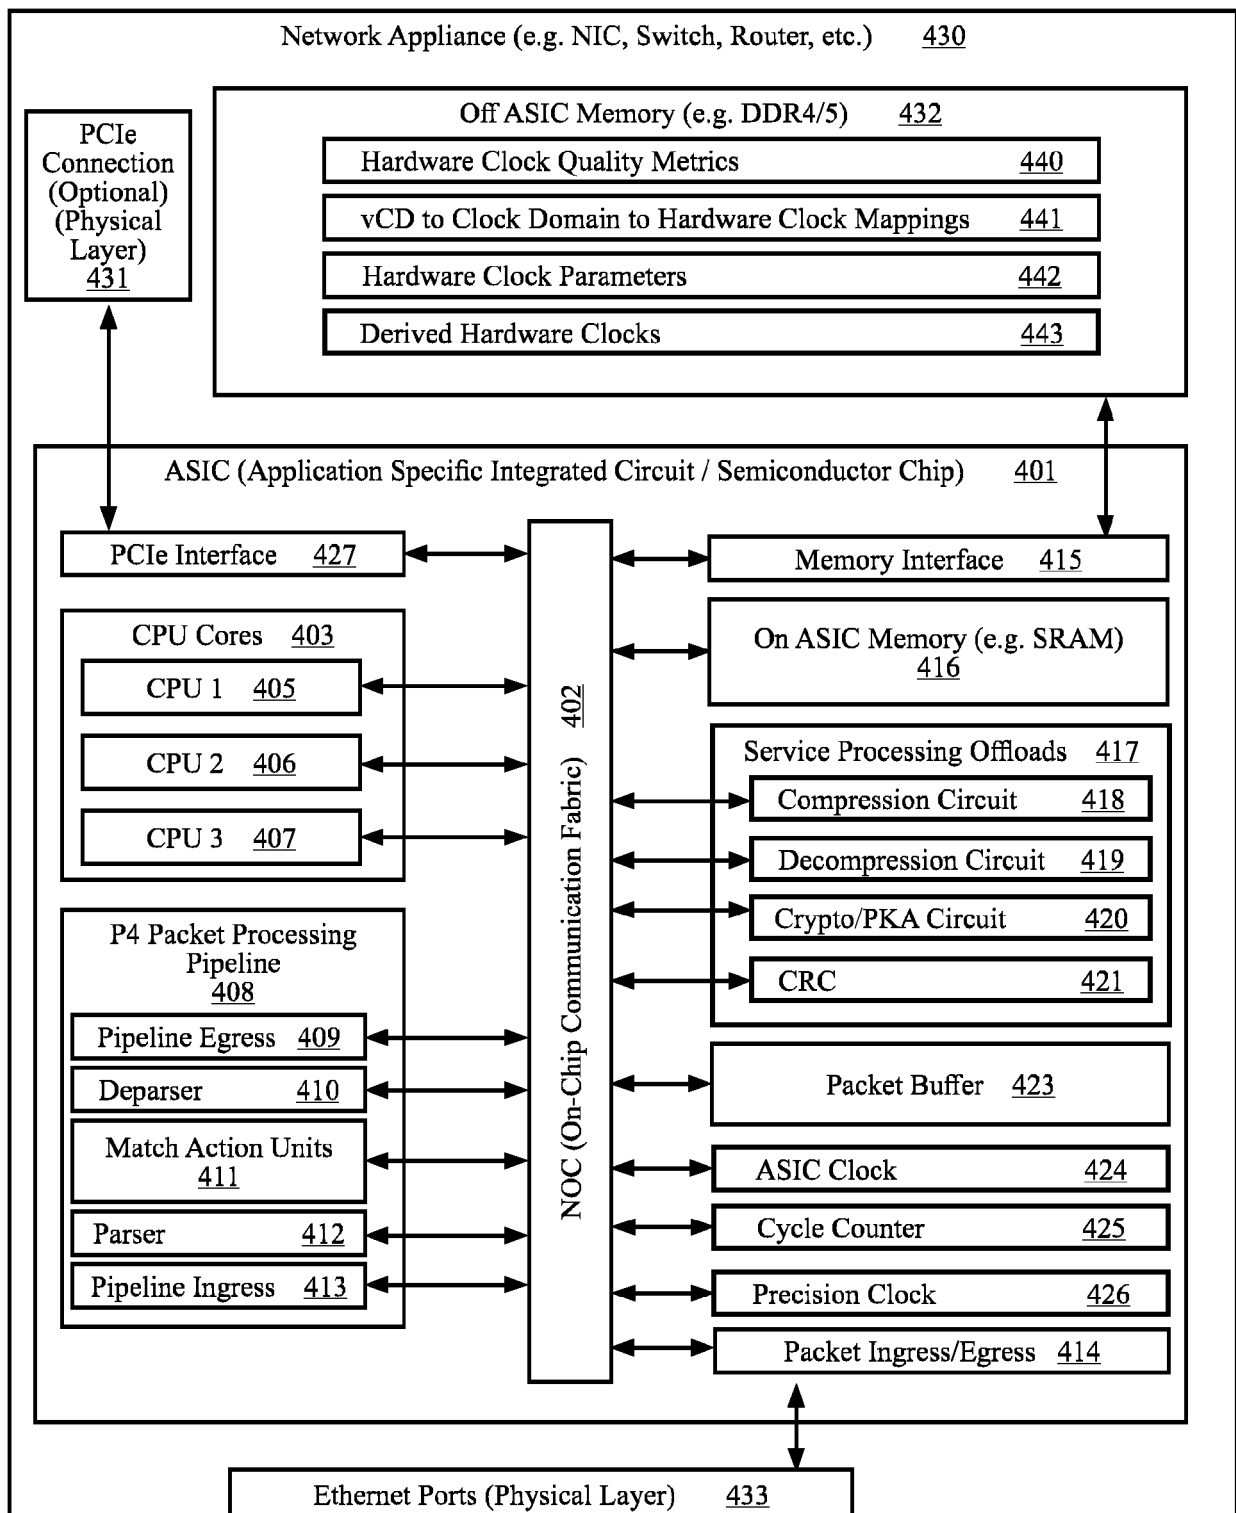 Network Appliance (e.g. NIC, Switch, Router, etc.) 430
PCIe
Connection
(Optional)
(Physical
Layer)
431
Off ASIC Memory (e.g. DDR4/5) 432
Hardware Clock Quality Metrics 440
vCD to Clock Domain to Hardware Clock Mappings 441
Hardware Clock Parameters 442
Derived Hardware Clocks 443
ASIC (Application Specific Integrated Circuit / Semiconductor Chip) 401
PCIe Interface 427
CPU Cores 403
CPU 1 405
CPU 2 406
CPU 3 407
P4 Packet Processing
Pipeline
408
Pipeline Egress 409
Deparser 410
Match Action Units
411
Parser 412
Pipeline Ingress 413
NOC (On-Chip Communication Fabric) 402
Memory Interface 415
On ASIC Memory (e.g. SRAM)
416
Service Processing Offloads 417
Compression Circuit 418
Decompression Circuit 419
Crypto/PKA Circuit 420
CRC 421
Packet Buffer 423
ASIC Clock 424
Cycle Counter 425
Precision Clock 426
Packet Ingress/Egress 414
Ethernet Ports (Physical Layer) 433